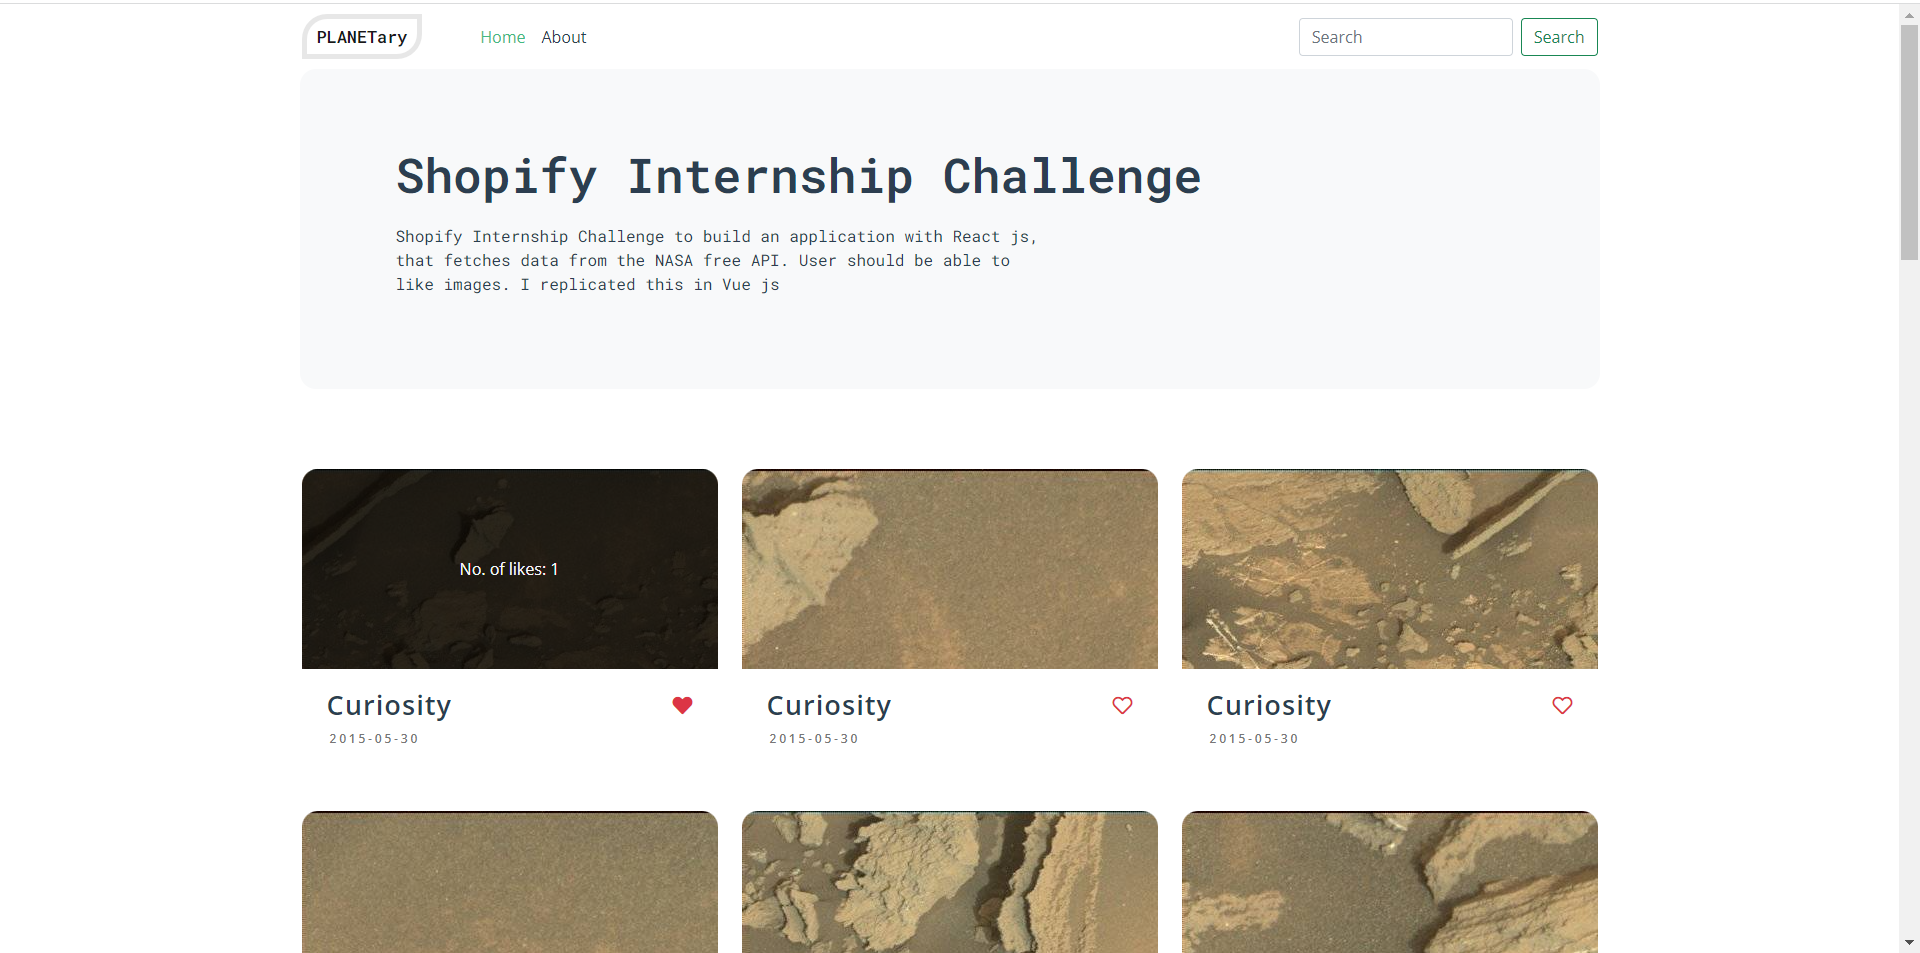 PLANETary
Home
About
Search
Search
Shopify Internship Challenge
Shopify Internship Challenge to build an application with React js,
that fetches data from the NASA free API. User should be able to
like images. I replicated this in Vue js
No. of likes: 1
Curiosity
2015-05-30
Curiosity
2015-05-30
Curiosity
2015-05-30